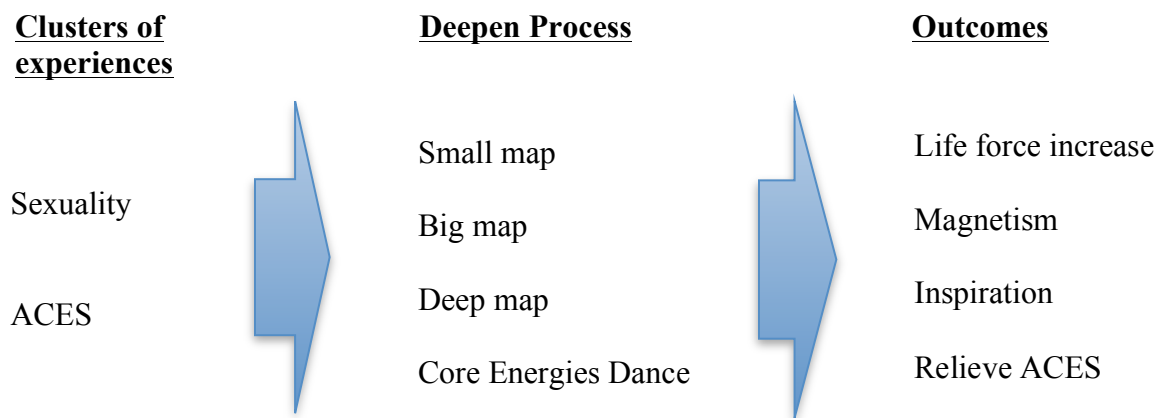 Clusters of
experiences
Sexuality
ACES
Deepen Process
Small map
Big map
Deep map
Core Energies Dance
Outcomes
Life force increase
Magnetism
Inspiration
Relieve ACES